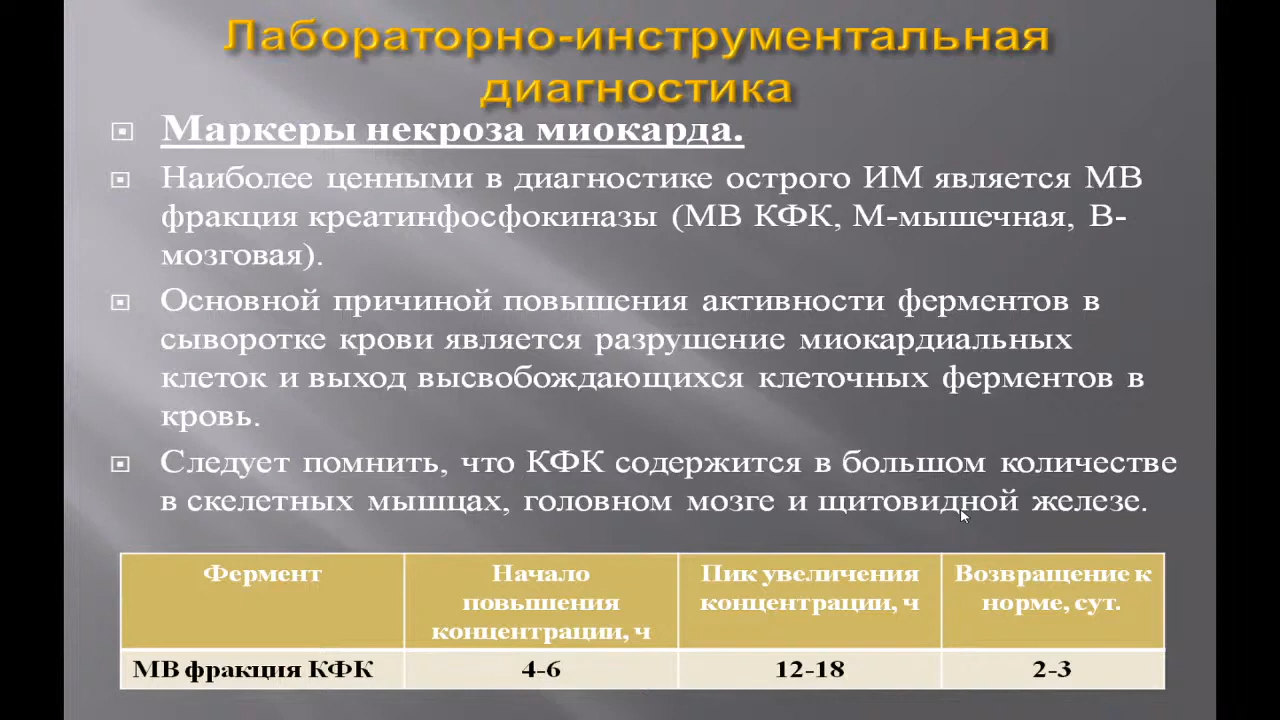 Лабораторно-инструментальная
диагностика
Маркеры некроза миокарда.
Наиболее ценными в диагностике острого ИМ является МВ
фракция креатинфосфокиназы (МВ КФК, М-мышечная, В-
мозговая).
Основной причиной повышения активности ферментов в
сыворотке крови является разрушение миокардиальных
клеток и выход высвобождающихся клеточных ферментов в
кровь.
Следует помнить, что КФК содержится в большом количестве
в скелетных мышцах, головном мозге и щитовидной железе.
Фермент
Начало
повышения
концентрации, ч
Пик увеличения
концентрации, ч
Возвращение к
норме, сут.
МВ фракция КФК
4-6
12-18
2-3